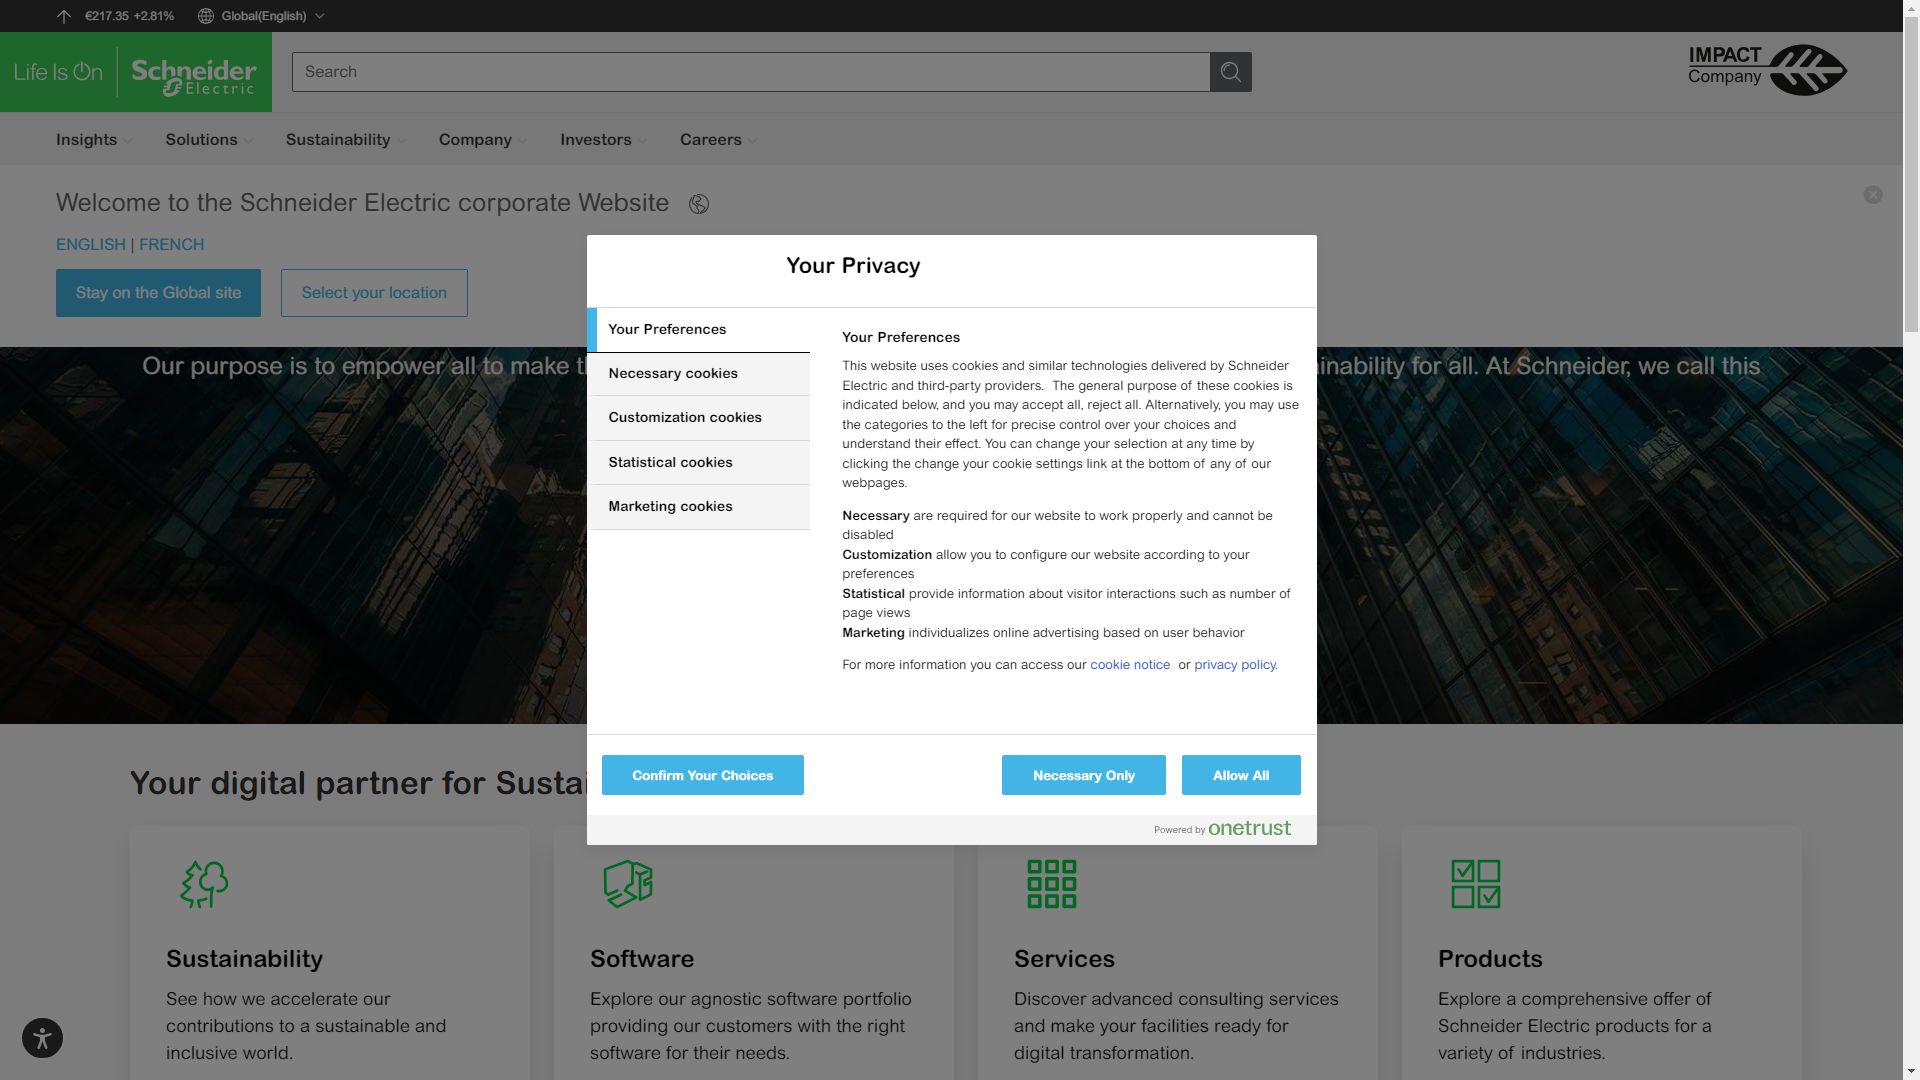 €217.35 +2.81%
Global(English)
Life Is On
Schneider
Electric
Search
IMPACT
Company
Insights
Solutions
Sustainability
Company
Investors
Careers
Welcome to the Schneider Electric corporate Website
ENGLISH | FRENCH
Stay on the Global site
Select your location
Our purpose is to empower all to make
inability for all. At Schneider, we call this
Your Privacy
Your Preferences
Necessary cookies
Customization cookies
Statistical cookies
Marketing cookies
Your Preferences
This website uses cookies and similar technologies delivered by Schneider
Electric and third-party providers. The general purpose of these cookies is
indicated below, and you may accept all, reject all. Alternatively, you may use
the categories to the left for precise control over your choices and
understand their effect. You can change your selection at any time by
clicking the change your cookie settings link at the bottom of any of our
webpages.
Necessary are required for our website to work properly and cannot be
disabled
Customization allow you to configure our website according to your
preferences
Statistical provide information about visitor interactions such as number of
page views
Marketing individualizes online advertising based on user behavior
For more information you can access our cookie notice or privacy policy.
Confirm Your Choices
Necessary Only
Allow All
Powered by onetrust
Your digital partner for Sustai
Sustainability
See how we accelerate our
contributions to a sustainable and
inclusive world.
Software
Explore our agnostic software portfolio
providing our customers with the right
software for their needs.
Services
Discover advanced consulting services
and make your facilities ready for
digital transformation.
Products
Explore a comprehensive offer of
Schneider Electric products for a
variety of industries.